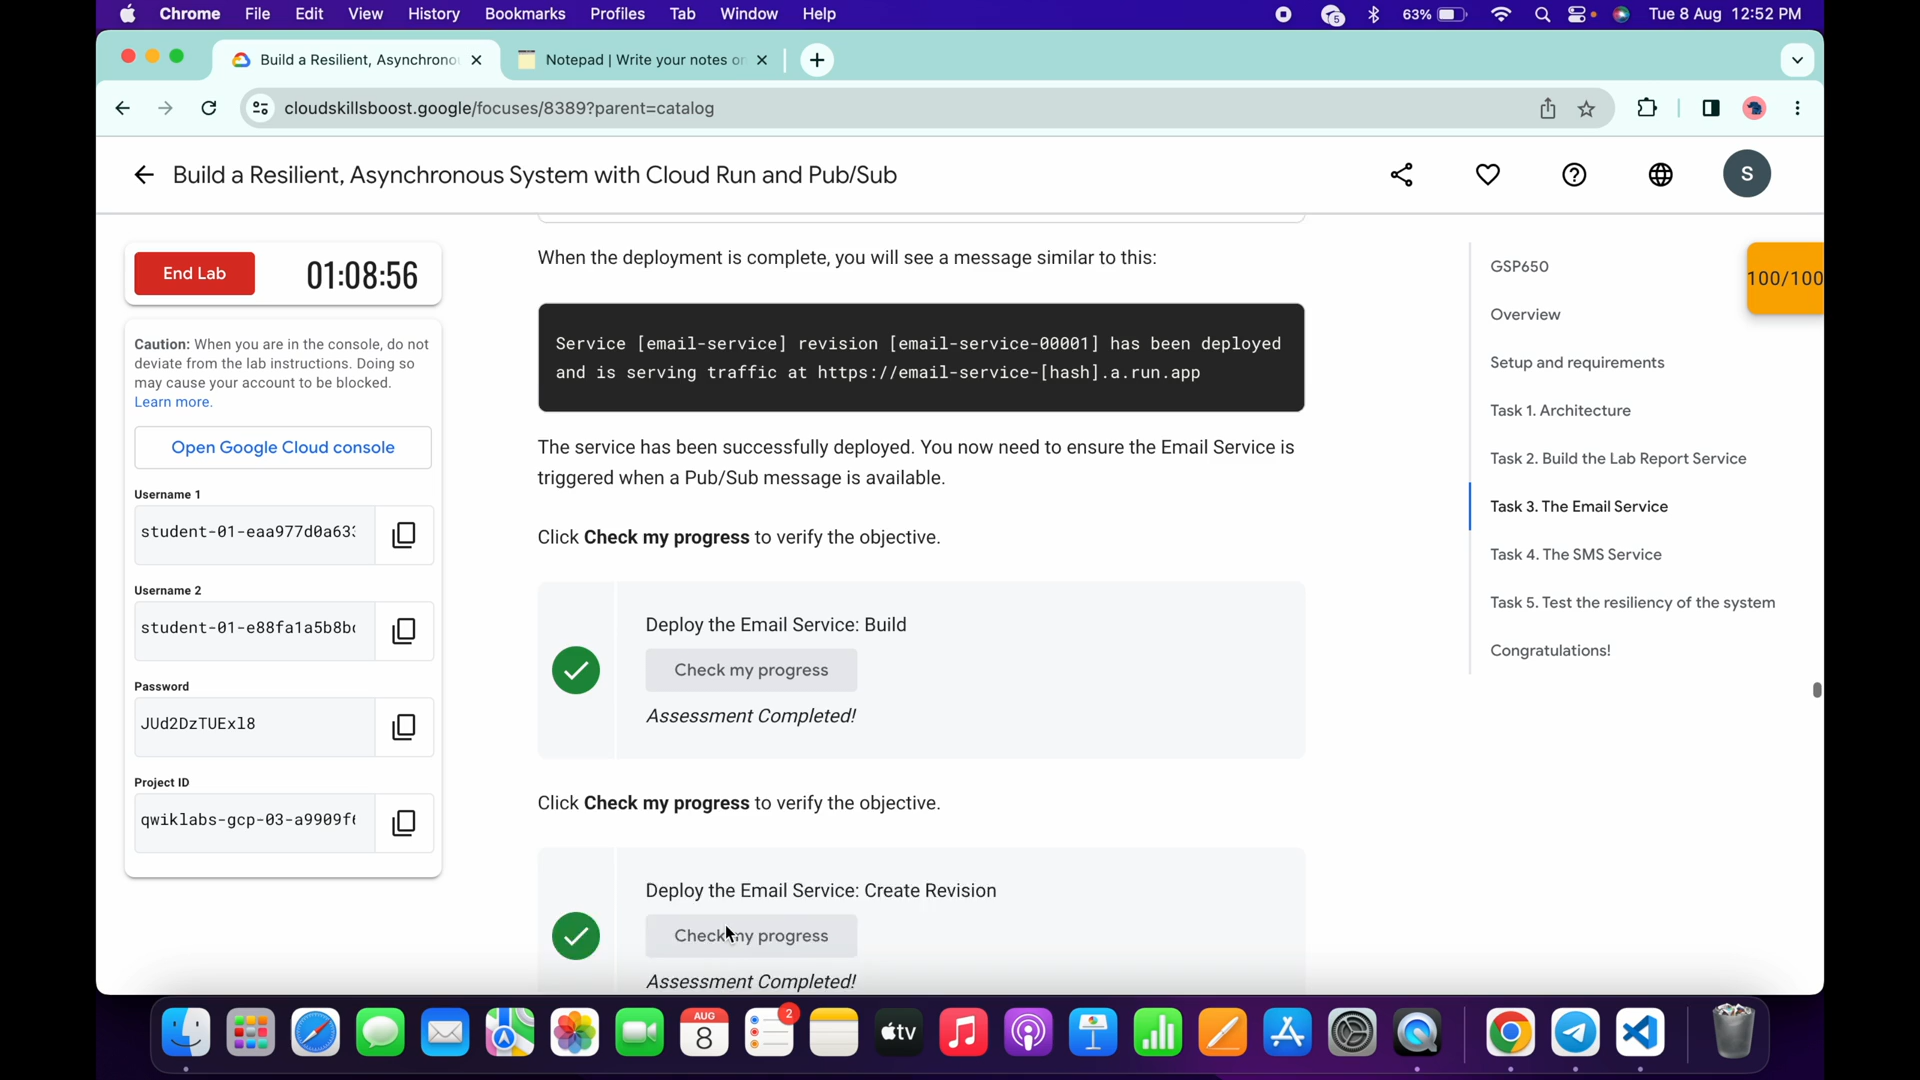 Chrome File Edit View History Bookmarks Profiles Tab Window Help
5 63% Tue 8 Aug 12:52 PM
Build a Resilient, Asynchrono
Notepad | Write your notes on
cloudskillsboost.google/focuses/8389?parent=catalog
Build a Resilient, Asynchronous System with Cloud Run and Pub/Sub
S
End Lab
01:08:56
Caution: When you are in the console, do not
deviate from the lab instructions. Doing so
may cause your account to be blocked.
Learn more.
Open Google Cloud console
Username 1
student-01-eaa977d0a633
Username 2
student-01-e88fa1a5b8b
Password
JUd2DzTUExl8
Project ID
qwiklabs-gcp-03-a9909f
When the deployment is complete, you will see a message similar to this:
Service [email-service] revision [email-service-00001] has been deployed
and is serving traffic at https://email-service-[hash].a.run.app
The service has been successfully deployed. You now need to ensure the Email Service is
triggered when a Pub/Sub message is available.
Click Check my progress to verify the objective.
Deploy the Email Service: Build
Check my progress
Assessment Completed!
Click Check my progress to verify the objective.
Deploy the Email Service: Create Revision
Check my progress
Assessment Completed!
GSP650
Overview
Setup and requirements
Task 1. Architecture
Task 2. Build the Lab Report Service
Task 3. The Email Service
Task 4. The SMS Service
Task 5. Test the resiliency of the system
Congratulations!
100/100
AUG
8
2
tv